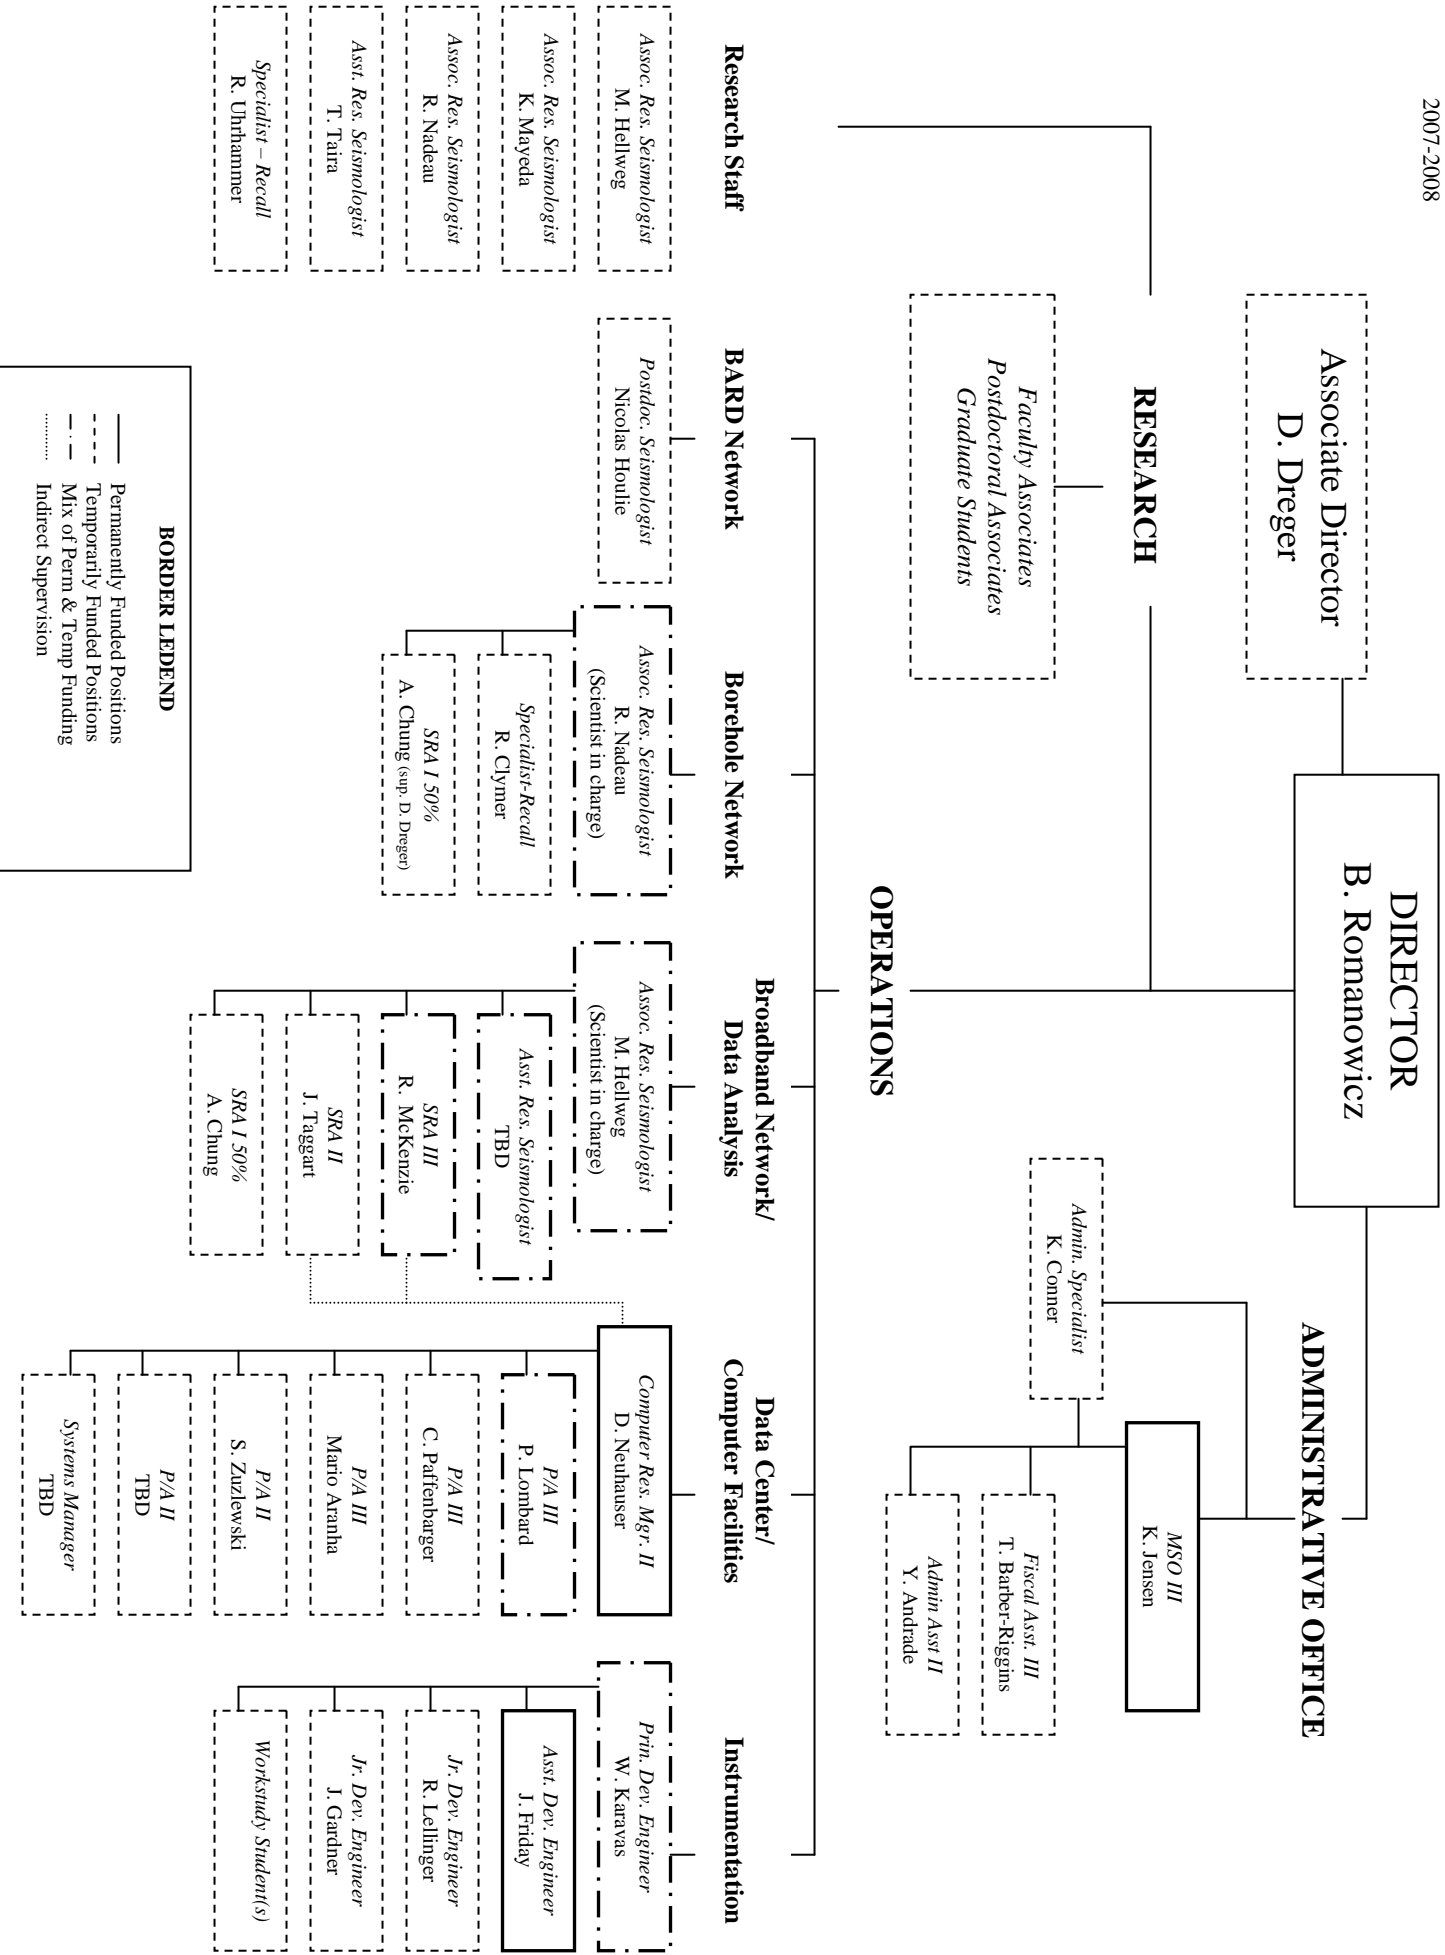 2007-2008
DIRECTOR
B. Romanowicz
Associate Director
D. Dreger
ADMINISTRATIVE OFFICE
MSO III
K. Jensen
Admin. Specialist
K. Conner
Fiscal Asst. III
T. Barber-Riggins
Admin Asst II
Y. Andrade
RESEARCH
Faculty Associates
Postdoctoral Associates
Graduate Students
OPERATIONS
Research Staff
Assoc. Res. Seismologist
M. Hellweg
Assoc. Res. Seismologist
K. Mayeda
Assoc. Res. Seismologist
R. Nadeau
Asst. Res. Seismologist
T. Taira
Specialist – Recall
R. Uhrhammer
BARD Network
Postdoc. Seismologist
Nicolas Houlie
Borehole Network
Assoc. Res. Seismologist
R. Nadeau
(Scientist in charge)
Specialist-Recall
R. Clymer
SRA I 50%
A. Chung (sup. D. Dreger)
Broadband Network/
Data Analysis
Assoc. Res. Seismologist
M. Hellweg
(Scientist in charge)
Asst. Res. Seismologist
TBD
SRA III
R. McKenzie
SRA II
J. Taggart
SRA I 50%
A. Chung
Data Center/
Computer Facilities
Computer Res. Mgr. II
D. Neuhauser
P/A III
P. Lombard
P/A III
C. Paffenbarger
P/A III
Mario Aranha
P/A II
S. Zuzlewski
P/A II
TBD
Systems Manager
TBD
Instrumentation
Prin. Dev. Engineer
W. Karavas
Asst. Dev. Engineer
J. Friday
Jr. Dev. Engineer
R. Lellinger
Jr. Dev. Engineer
J. Gardner
Workstudy Student(s)
BORDER LEDEND
Permanently Funded Positions
Temporarily Funded Positions
Mix of Perm & Temp Funding
Indirect Supervision